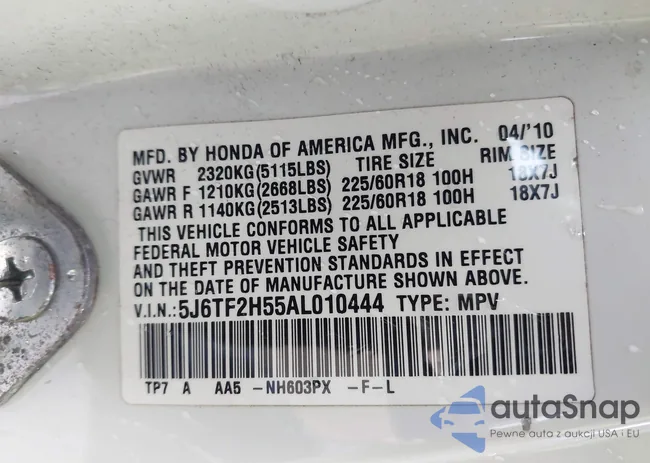 MFD. BY HONDA OF AMERICA MFG., INC. 04/'10
GVWR 2320KG(5115LBS) TIRE SIZE RIM SIZE
GAWR F 1210KG(2668LBS) 225/60R18 100H 18X7J
GAWR R 1140KG(2513LBS) 225/60R18 100H 18X7J
THIS VEHICLE CONFORMS TO ALL APPLICABLE
FEDERAL MOTOR VEHICLE SAFETY
AND THEFT PREVENTION STANDARDS IN EFFECT
ON THE DATE OF MANUFACTURE SHOWN ABOVE.
V.I.N.:5J6TF2H55AL010444 TYPE: MPV
TP7 A AA5 -NH603PX -F-L
autoSnap
Pewne auta z aukcji USA i EU